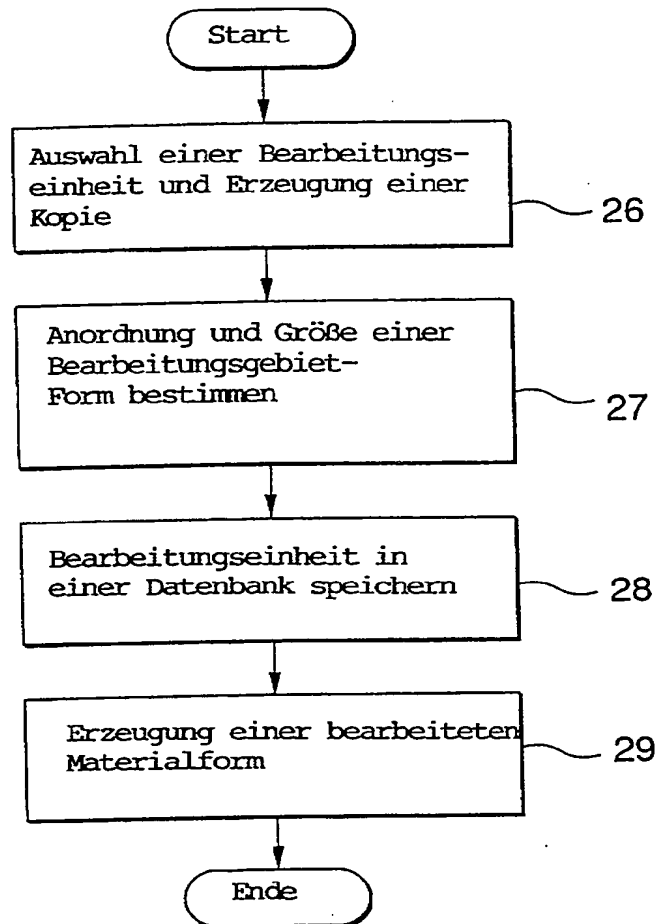 Start
Auswahl einer Bearbeitungs-
einheit und Erzeugung einer
Kopie
26
Anordnung und Größe einer
Bearbeitungsgebiet-
Form bestimmen
27
Bearbeitungseinheit in
einer Datenbank speichern
28
Erzeugung einer bearbeiteten
Materialform
29
Ende